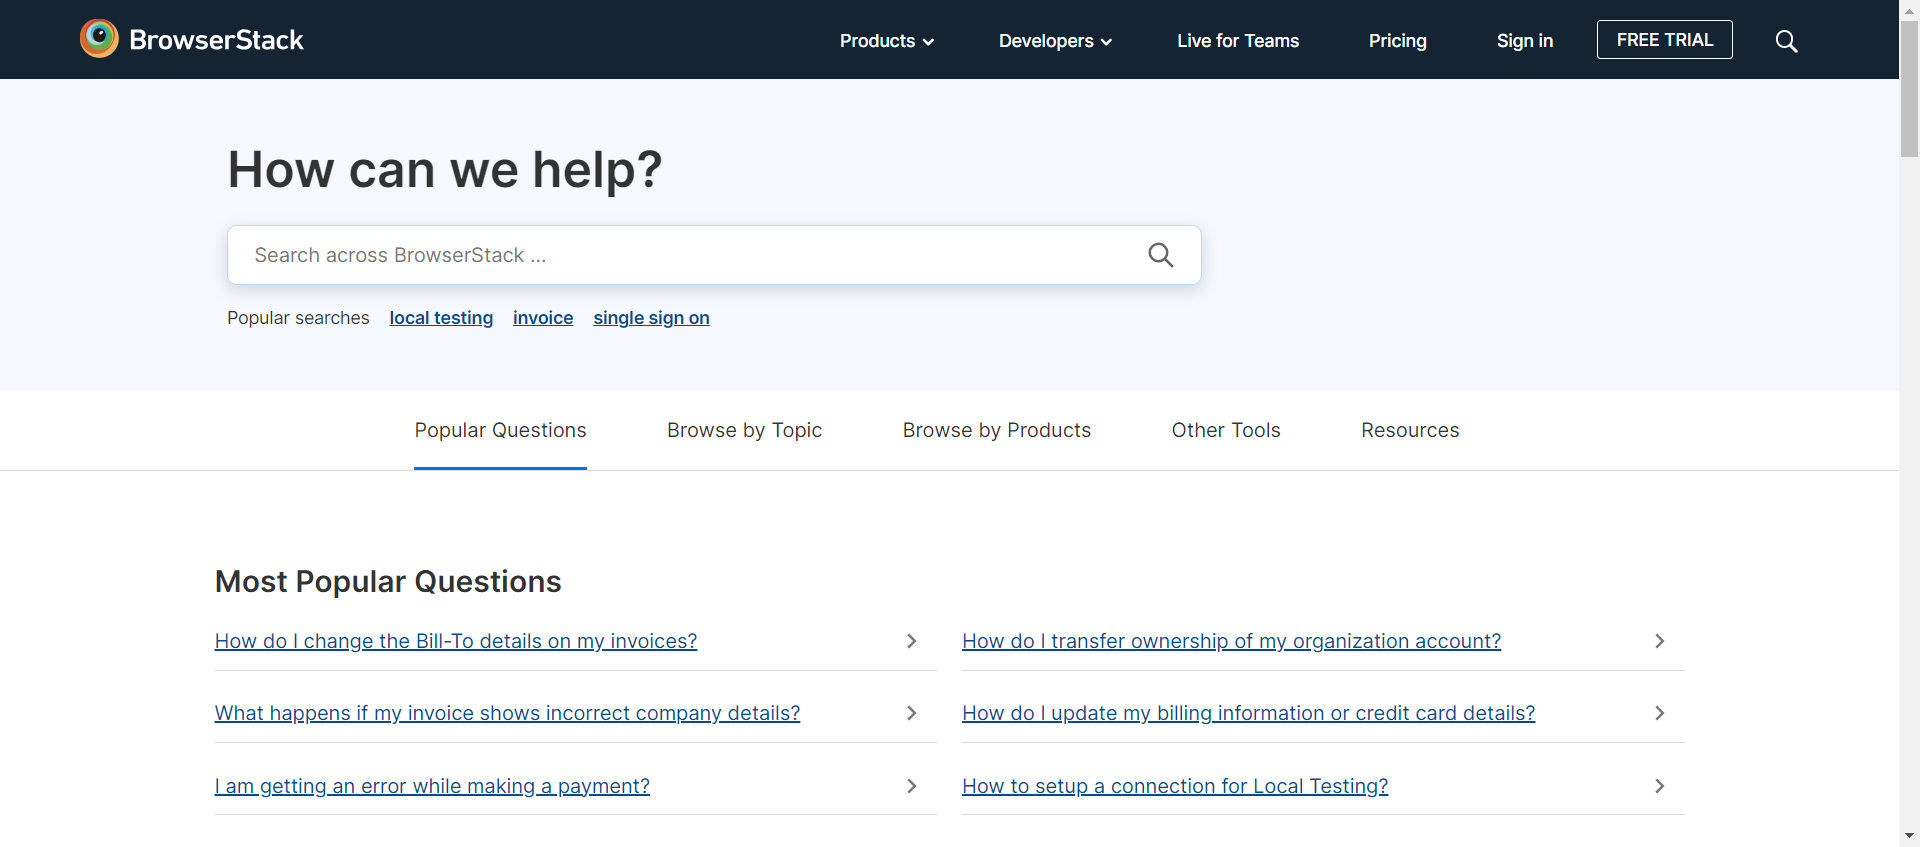 BrowserStack Products Developers Live for Teams Pricing Sign in FREE TRIAL
How can we help?
Search across BrowserStack ...
Popular searches local testing invoice single sign on
Popular Questions Browse by Topic Browse by Products Other Tools Resources
Most Popular Questions
How do I change the Bill-To details on my invoices? How do I transfer ownership of my organization account?
What happens if my invoice shows incorrect company details? How do I update my billing information or credit card details?
I am getting an error while making a payment? How to setup a connection for Local Testing?